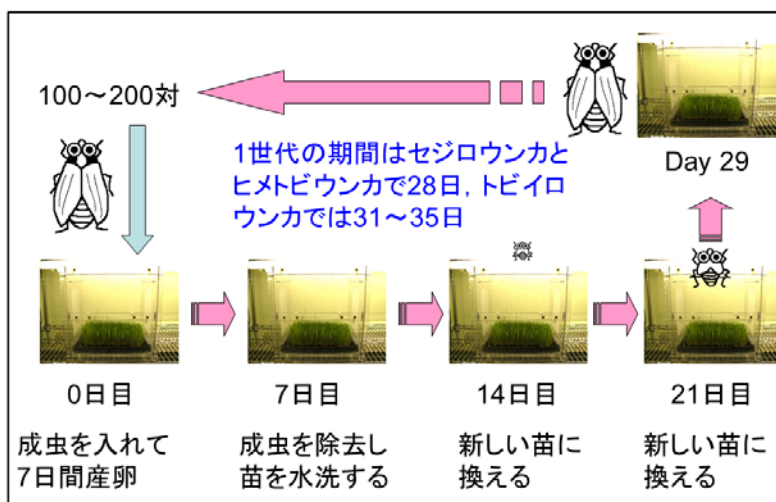 100～200対
1世代の期間はセジロウンカと
ヒメトビウンカで28日, トビイロ
ウンカでは31～35日
Day 29
0日目
7日目
14日目
21日目
成虫を入れて
7日間産卵
成虫を除去し
苗を水洗する
新しい苗に
換える
新しい苗に
換える